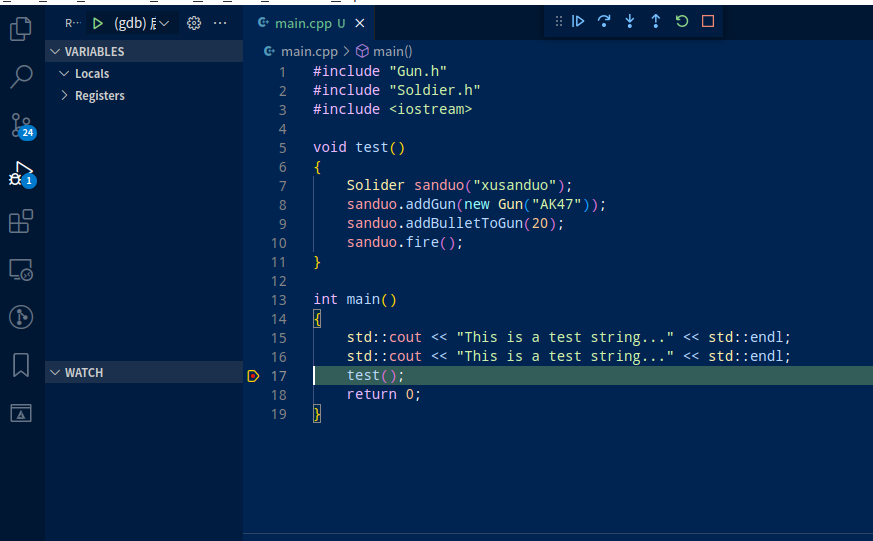 (gdb)
main.cpp U
VARIABLES
Locals
Registers
24
1
WATCH
main.cpp > main()
1 #include "Gun.h"
2 #include "Soldier.h"
3 #include <iostream>
4
5 void test()
6 {
7 Solider sanduo("xusanduo");
8 sanduo.addGun(new Gun("AK47"));
9 sanduo.addBulletToGun(20);
10 sanduo.fire();
11 }
12
13 int main()
14 {
15 std::cout << "This is a test string..." << std::endl;
16 std::cout << "This is a test string..." << std::endl;
17 test();
18 return 0;
19 }